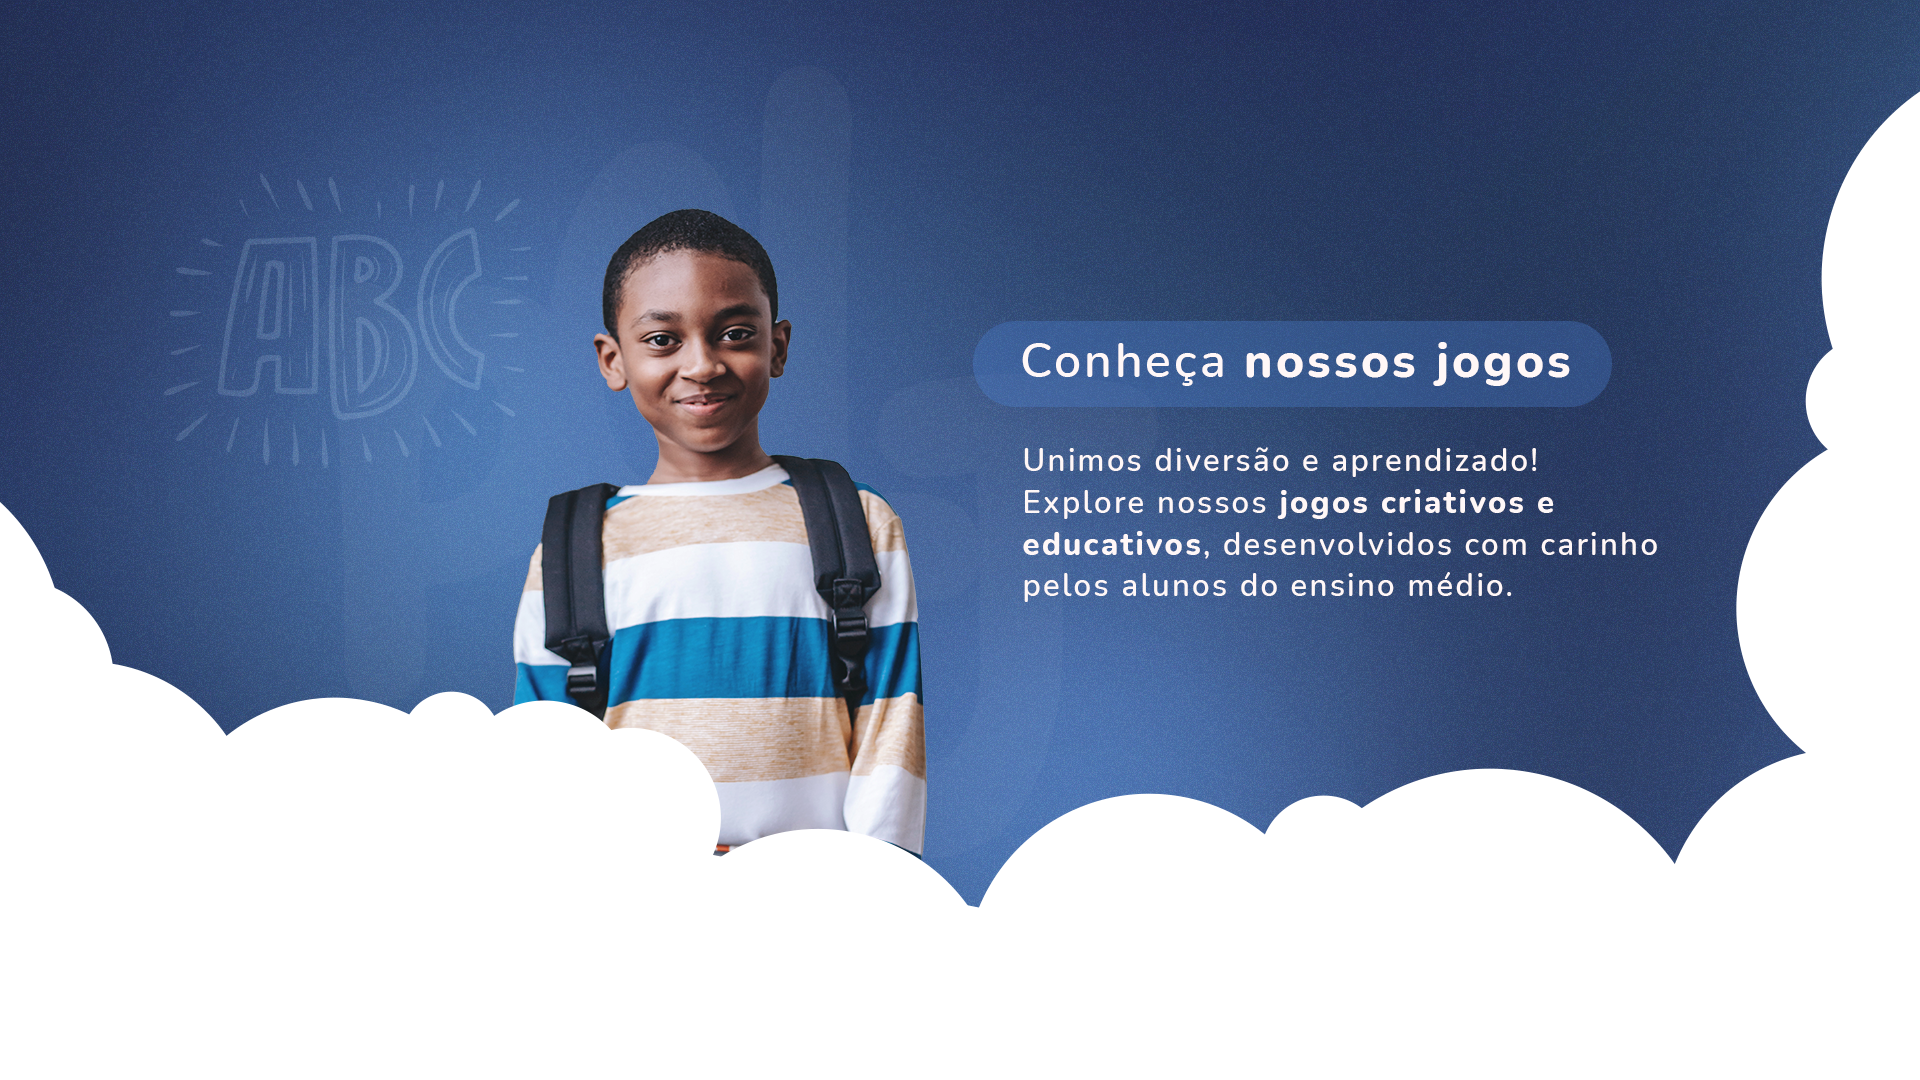 ABC
Conheça nossos jogos
Unimos diversão e aprendizado!
Explore nossos jogos criativos e
educativos, desenvolvidos com carinho
pelos alunos do ensino médio.